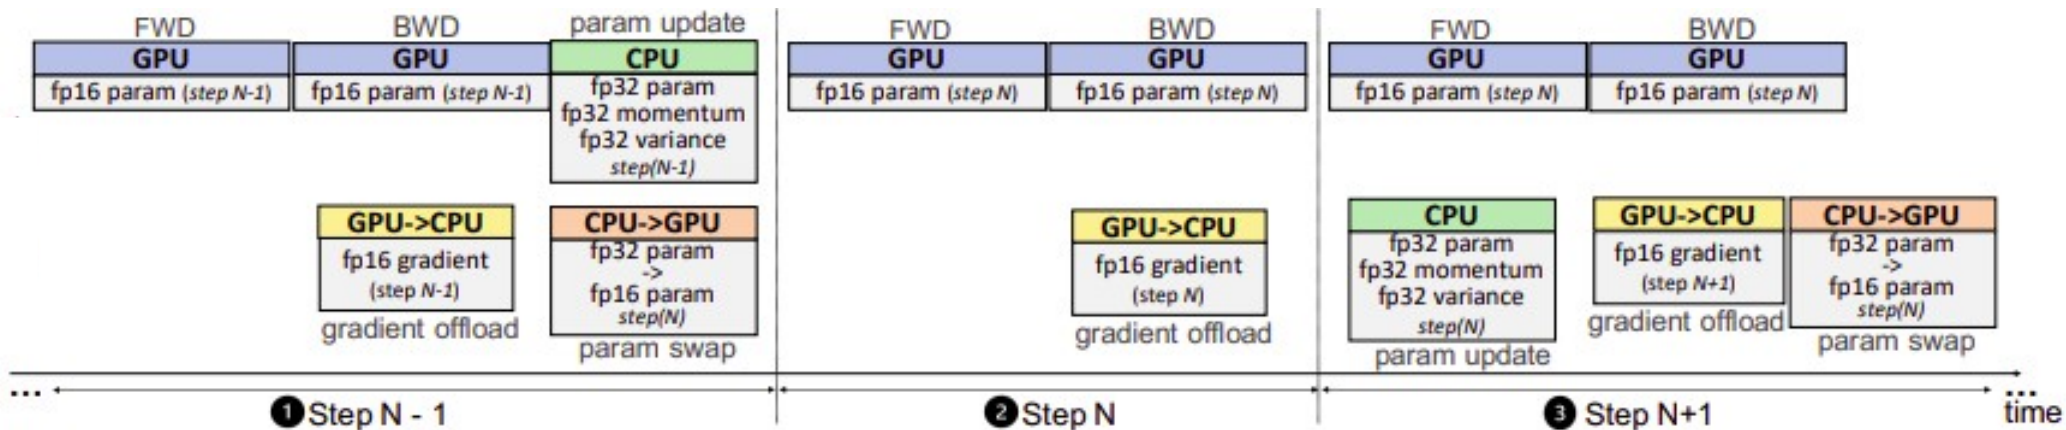 FWD
GPU
fp16 param (step N-1)
BWD
GPU
fp16 param (step N-1)
param update
CPU
fp32 param
fp32 momentum
fp32 variance
step(N-1)
GPU->CPU
fp16 gradient
(step N-1)
gradient offload
CPU->GPU
fp32 param
->
fp16 param
step(N)
param swap
FWD
GPU
fp16 param (step N)
BWD
GPU
fp16 param (step N)
GPU->CPU
fp16 gradient
(step N)
gradient offload
FWD
GPU
fp16 param (step N)
BWD
GPU
fp16 param (step N)
CPU
fp32 param
fp32 momentum
fp32 variance
step(N)
param update
GPU->CPU
fp16 gradient
(step N+1)
gradient offload
CPU->GPU
fp32 param
->
fp16 param
step(N)
param swap
...
❶ Step N - 1
❷ Step N
❸ Step N+1
...
time